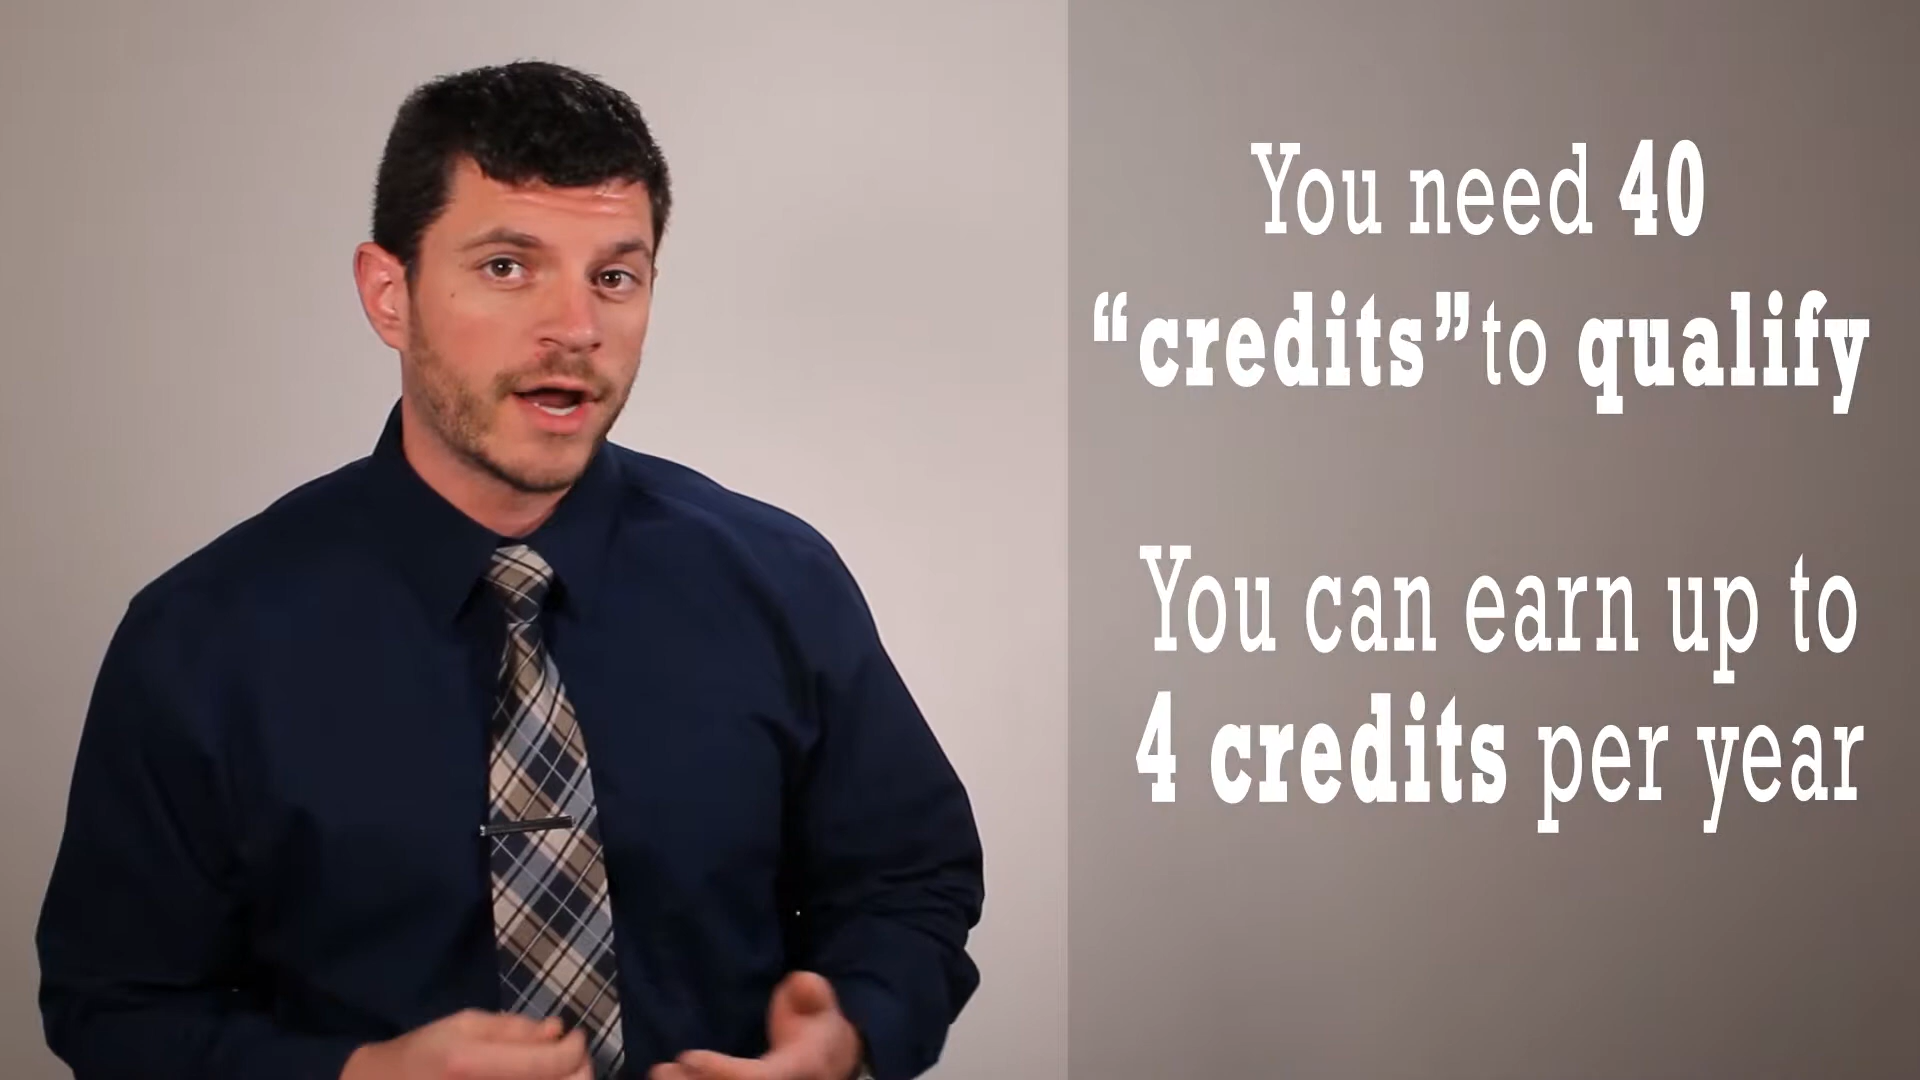 You need 40
“credits” to qualify
You can earn up to
4 credits per year